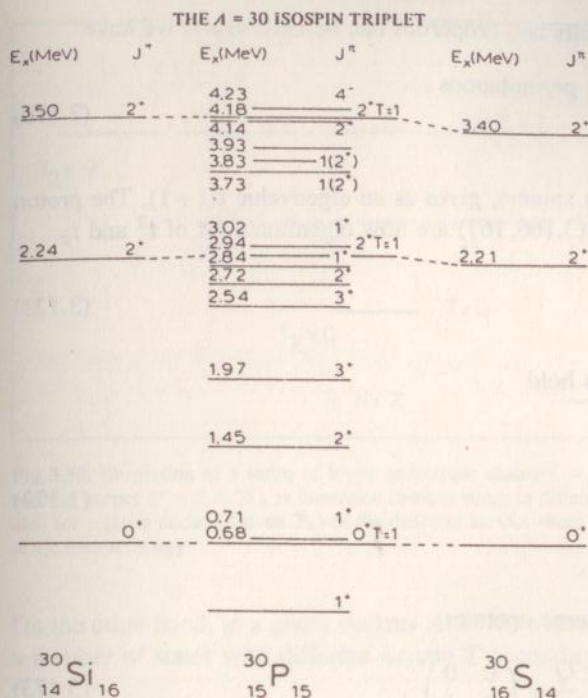 THE A = 30 ISOSPIN TRIPLET
Eₓ(MeV) Jᵖⁱ Eₓ(MeV) Jᵖⁱ Eₓ(MeV) Jᵖⁱ
4.23 4⁻
3.50 2⁺ 4.18 2⁺T=1
4.14 2⁺ 3.40 2⁺
3.93
3.83 1(2⁺)
3.73 1(2⁺)
3.02 1⁺
2.94 2⁺T=1
2.24 2⁺ 2.84 1⁺ 2.21 2⁺
2.72 2⁺
2.54 3⁺
1.97 3⁺
1.45 2⁺
0.71 1⁺
0⁺ 0.68 0⁺T=1 0⁺
1⁺
³⁰₁₄Si₁₆ ³⁰₁₅P₁₅ ³⁰₁₆S₁₄